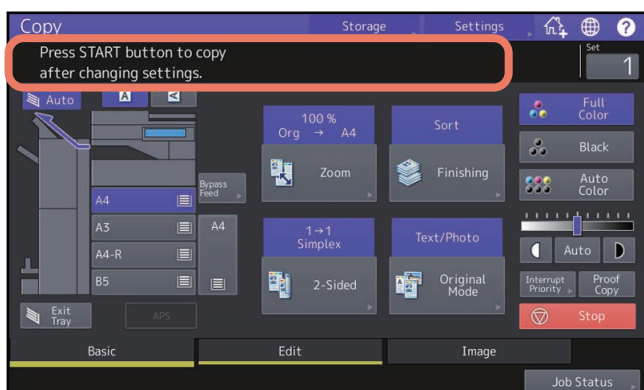 Copy
Storage
Settings
?
Press START button to copy
after changing settings.
Set
1
Auto
A
A
100 %
Org → A4
Zoom
Sort
Finishing
Full
Color
Black
Auto
Color
A4
A3
A4-R
B5
Bypass
Feed
A4
1→1
Simplex
2-Sided
Text/Photo
Original
Mode
Auto
Interrupt
Priority
Proof
Copy
Exit
Tray
APS
Stop
Basic
Edit
Image
Job Status